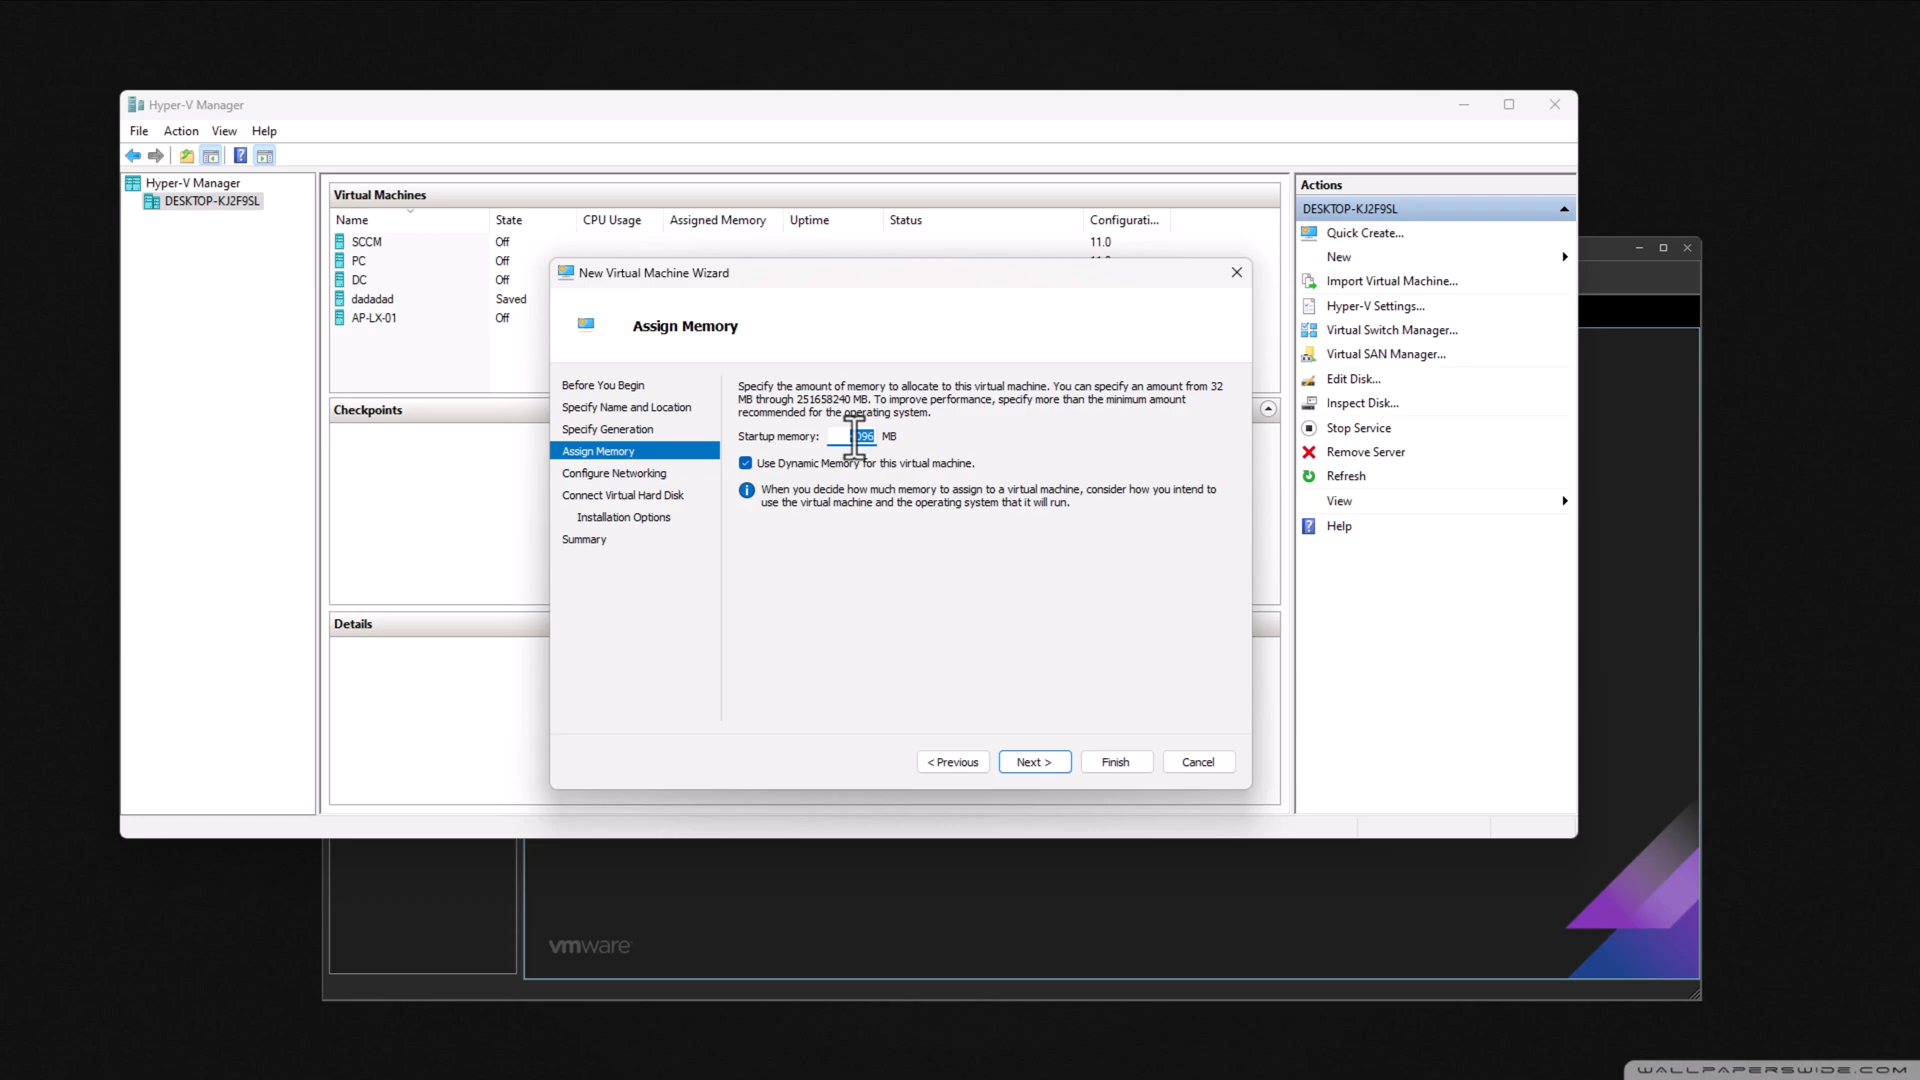 Hyper-V Manager
File Action View Help
Hyper-V Manager
DESKTOP-KJ2F9SL
Virtual Machines
Name State CPU Usage Assigned Memory Uptime Status Configurati...
SCCM Off 11.0
PC Off
DC Off
dadadad Saved
AP-LX-01 Off
Checkpoints
Details
New Virtual Machine Wizard
Assign Memory
Before You Begin
Specify Name and Location
Specify Generation
Assign Memory
Configure Networking
Connect Virtual Hard Disk
Installation Options
Summary
Specify the amount of memory to allocate to this virtual machine. You can specify an amount from 32
MB through 251658240 MB. To improve performance, specify more than the minimum amount
recommended for the operating system.
Startup memory: MB
Use Dynamic Memory for this virtual machine.
When you decide how much memory to assign to a virtual machine, consider how you intend to
use the virtual machine and the operating system that it will run.
< Previous Next > Finish Cancel
Actions
DESKTOP-KJ2F9SL
Quick Create...
New
Import Virtual Machine...
Hyper-V Settings...
Virtual Switch Manager...
Virtual SAN Manager...
Edit Disk...
Inspect Disk...
Stop Service
Remove Server
Refresh
View
Help
vmware
WALLPAPERSWIDE.COM